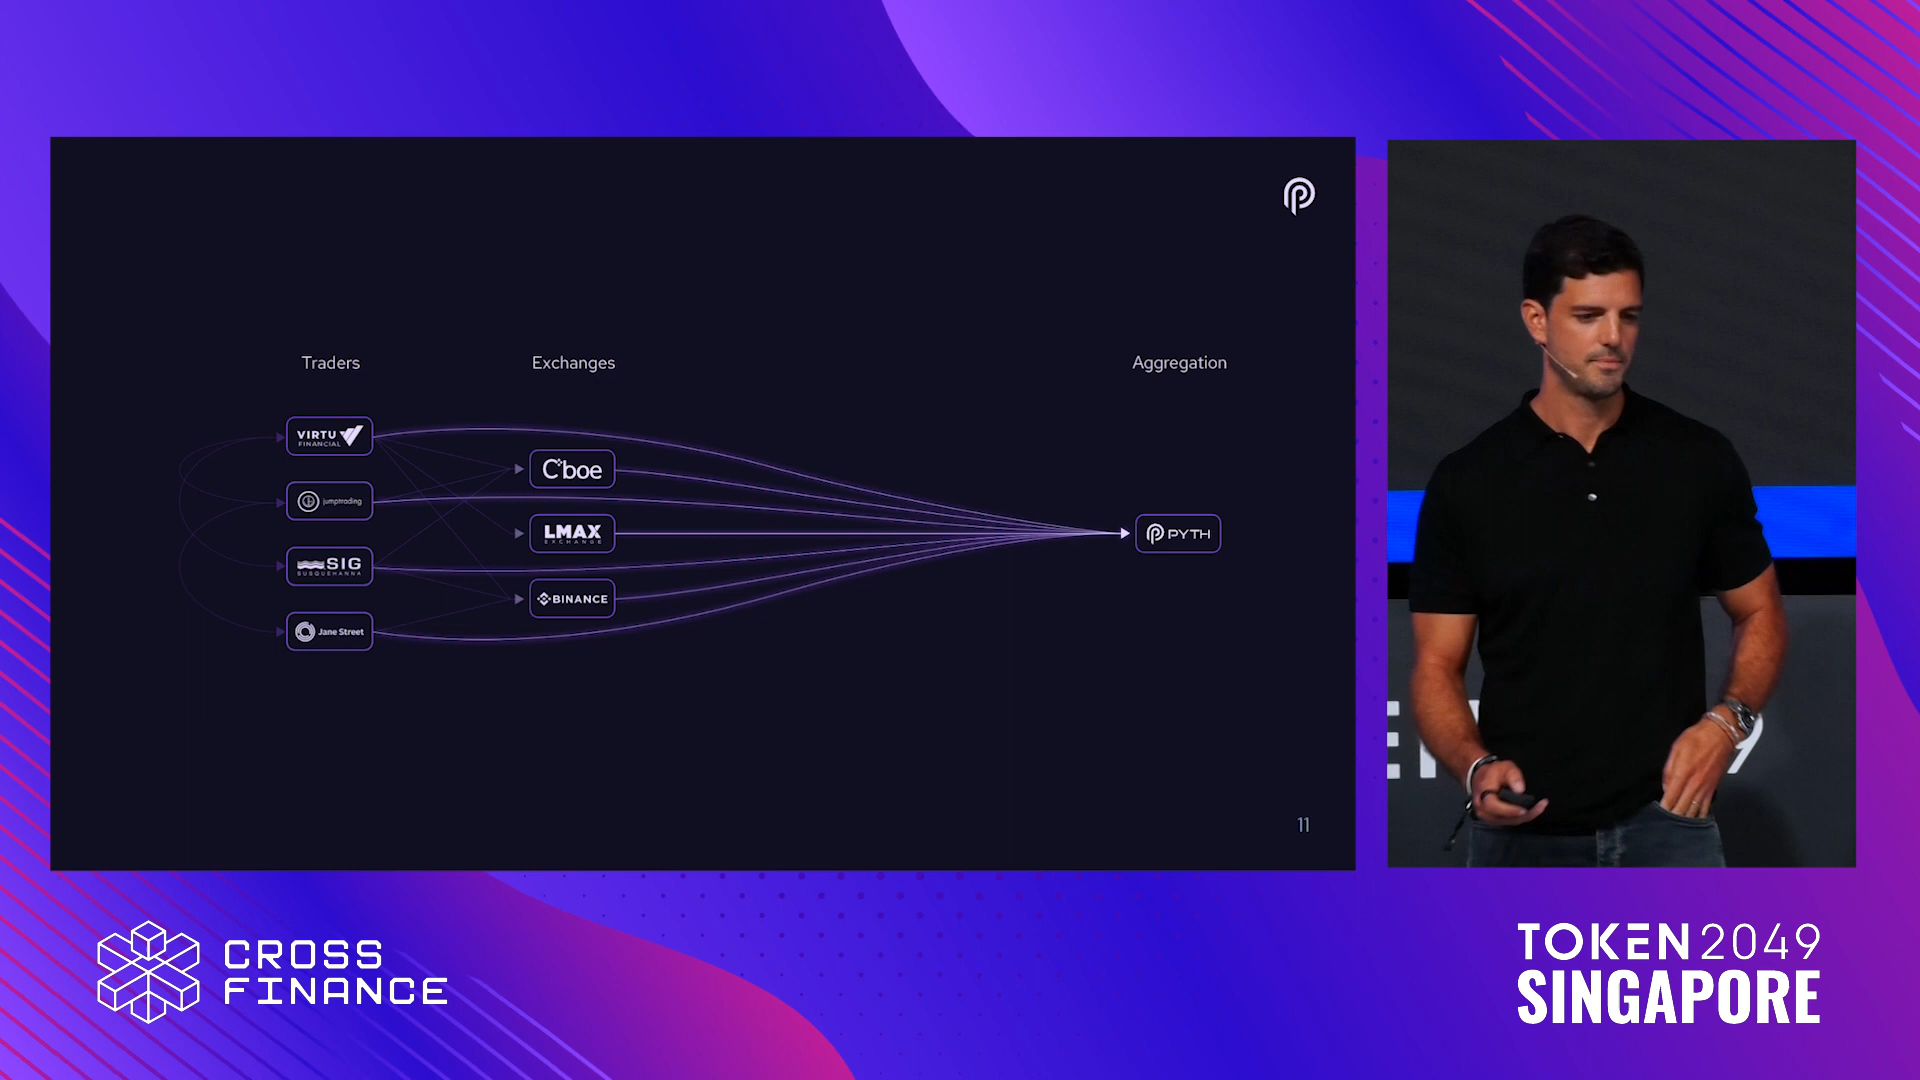 Traders
Exchanges
Aggregation
VIRTU
FINANCIAL
Cboe
jumptrading
LMAX
EXCHANGE
PYTH
SIG
SUSQUEHANNA
BINANCE
Jane Street
11
CROSS
FINANCE
TOKEN2049
SINGAPORE